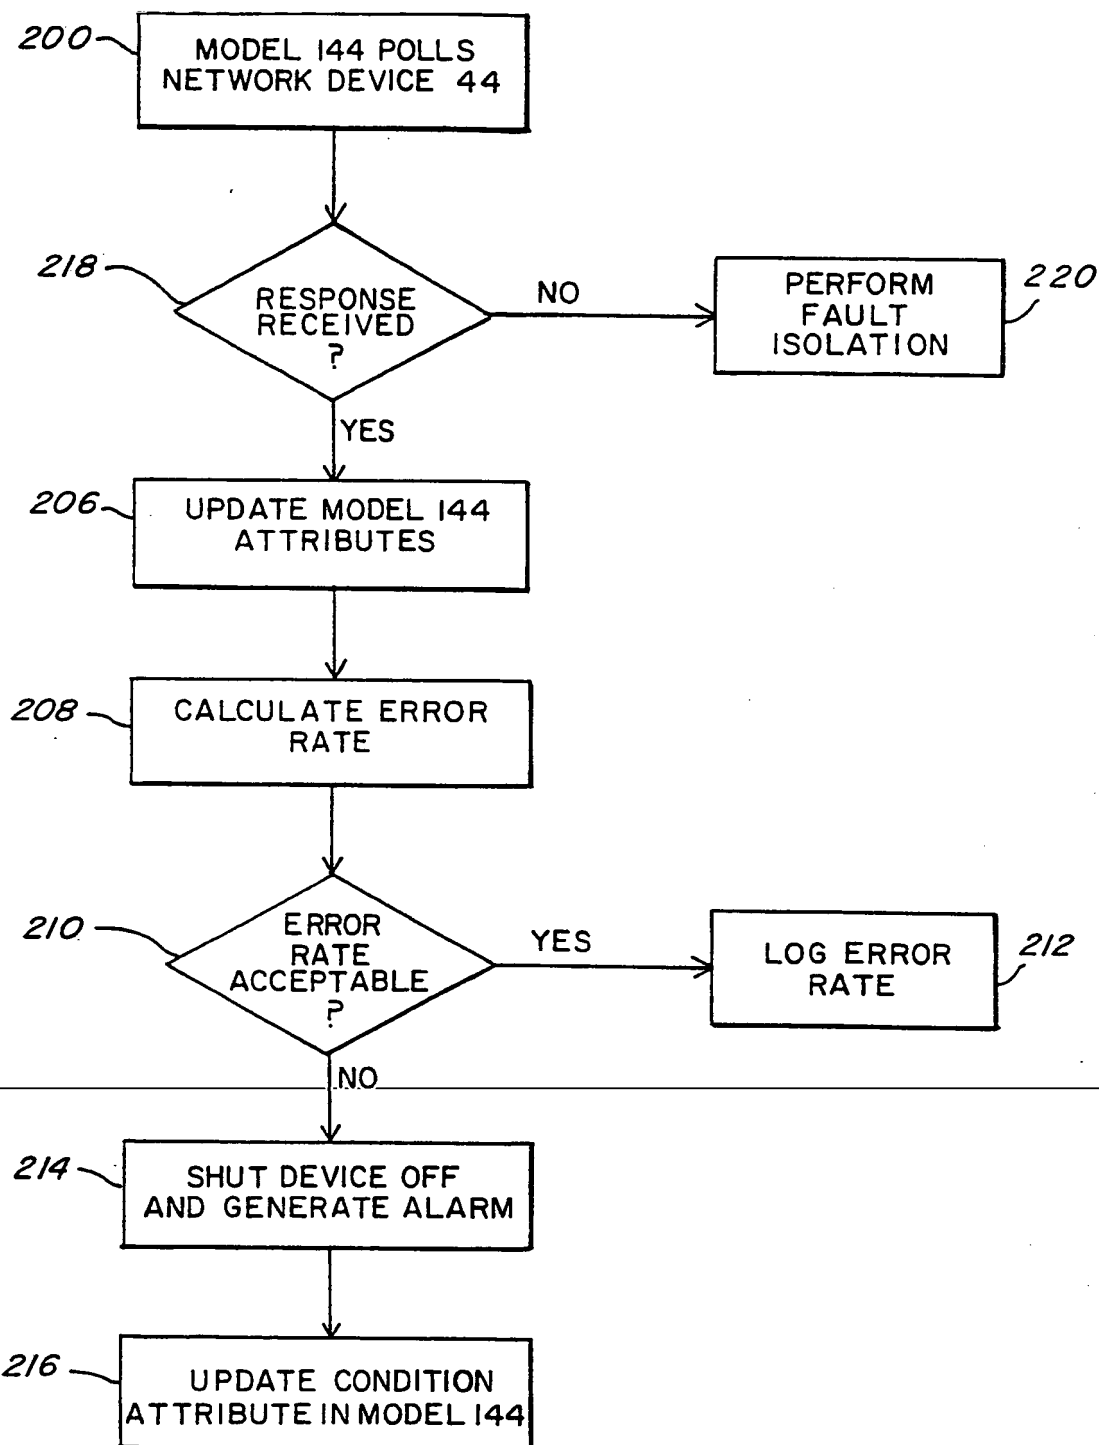 200
MODEL 144 POLLS
NETWORK DEVICE 44
218
RESPONSE
RECEIVED
?
NO
PERFORM
FAULT
ISOLATION
220
YES
206
UPDATE MODEL 144
ATTRIBUTES
208
CALCULATE ERROR
RATE
210
ERROR
RATE
ACCEPTABLE
?
YES
LOG ERROR
RATE
212
NO
214
SHUT DEVICE OFF
AND GENERATE ALARM
216
UPDATE CONDITION
ATTRIBUTE IN MODEL 144